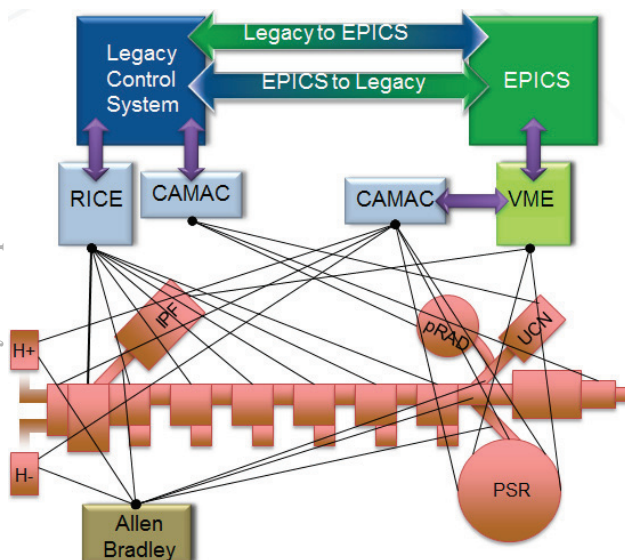 Legacy to EPICS
Legacy
Control
System
EPICS to Legacy
EPICS
RICE
CAMAC
CAMAC
VME
IPF
pRAD
UCN
H+
H-
PSR
Allen
Bradley